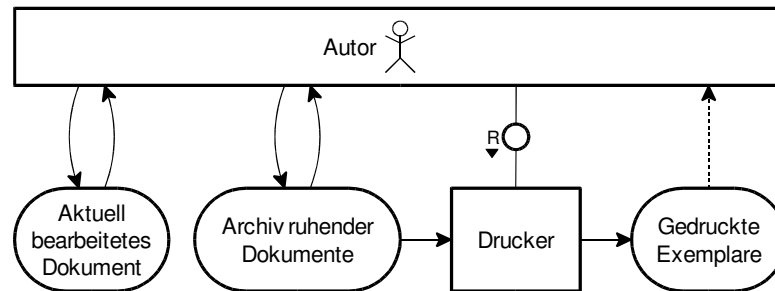 Autor
R
Aktuell
bearbeitetes
Dokument
Archiv ruhender
Dokumente
Drucker
Gedruckte
Exemplare